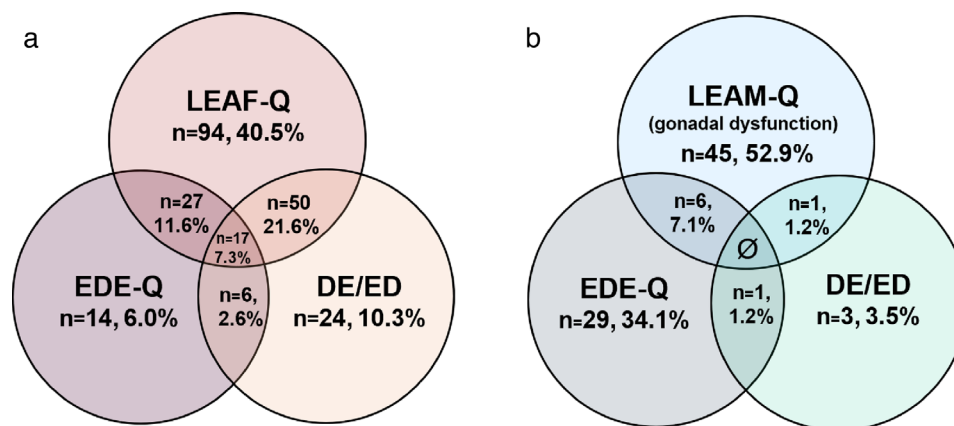 a
LEAF-Q
n=94, 40.5%
n=27
11.6%
n=50
21.6%
n=17
7.3%
EDE-Q
n=14, 6.0%
n=6,
2.6%
DE/ED
n=24, 10.3%
b
LEAM-Q
(gonadal dysfunction)
n=45, 52.9%
n=6,
7.1%
n=1,
1.2%
Ø
EDE-Q
n=29, 34.1%
n=1,
1.2%
DE/ED
n=3, 3.5%